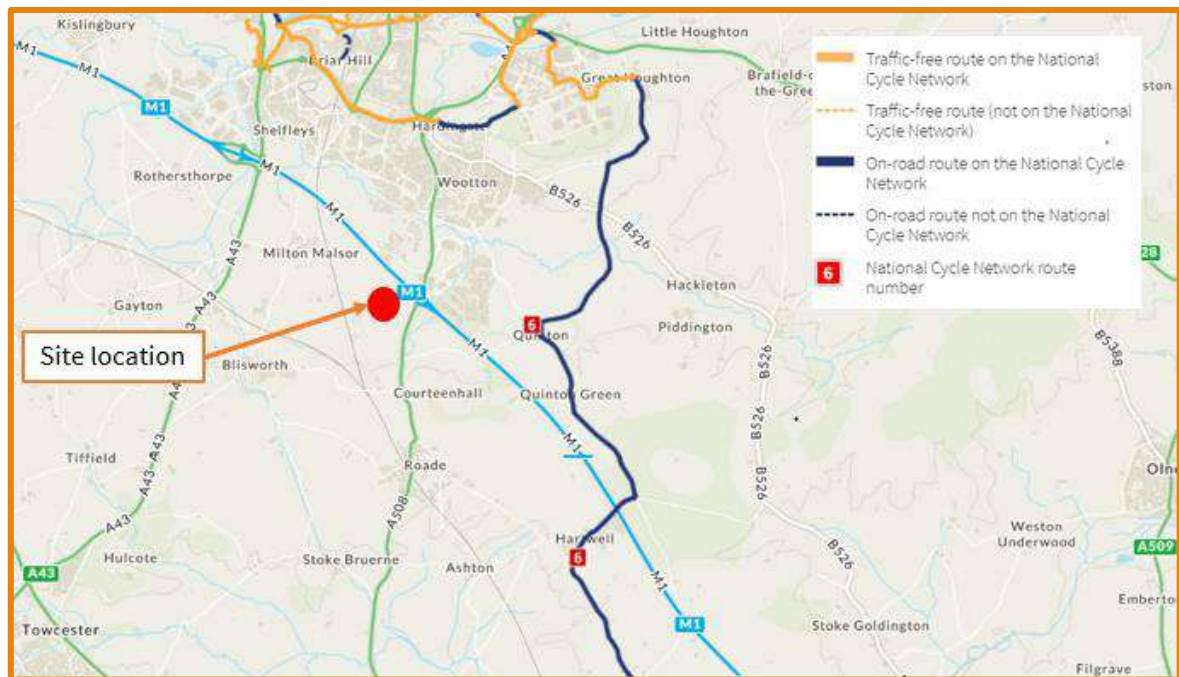 Kislingbury
M1
Briar Hill
Little Houghton
Great Houghton
M1
M1
Shelfleys
Hardingstone
Rothersthorpe
M1
Wootton
B526
M1
A43
Milton Malsor
B526
Gayton
A43
M1
Hackleton
Quinton
6
Piddington
Site location
Blisworth
M1
B526
B5388
Courteenhall
Quinton Green
A43
M1
Tiffield
A43
Roade
B526
A43
A508
Weston
Underwood
Hartwell
6
Hulcote
Stoke Bruerne
Ashton
B526
A509
A43
M1
Towcester
M1
Stoke Goldington
Filgrave
Traffic-free route on the National
Cycle Network
Traffic-free route (not on the National
Cycle Network)
On-road route on the National Cycle
Network
On-road route not on the National
Cycle Network
6
National Cycle Network route
number